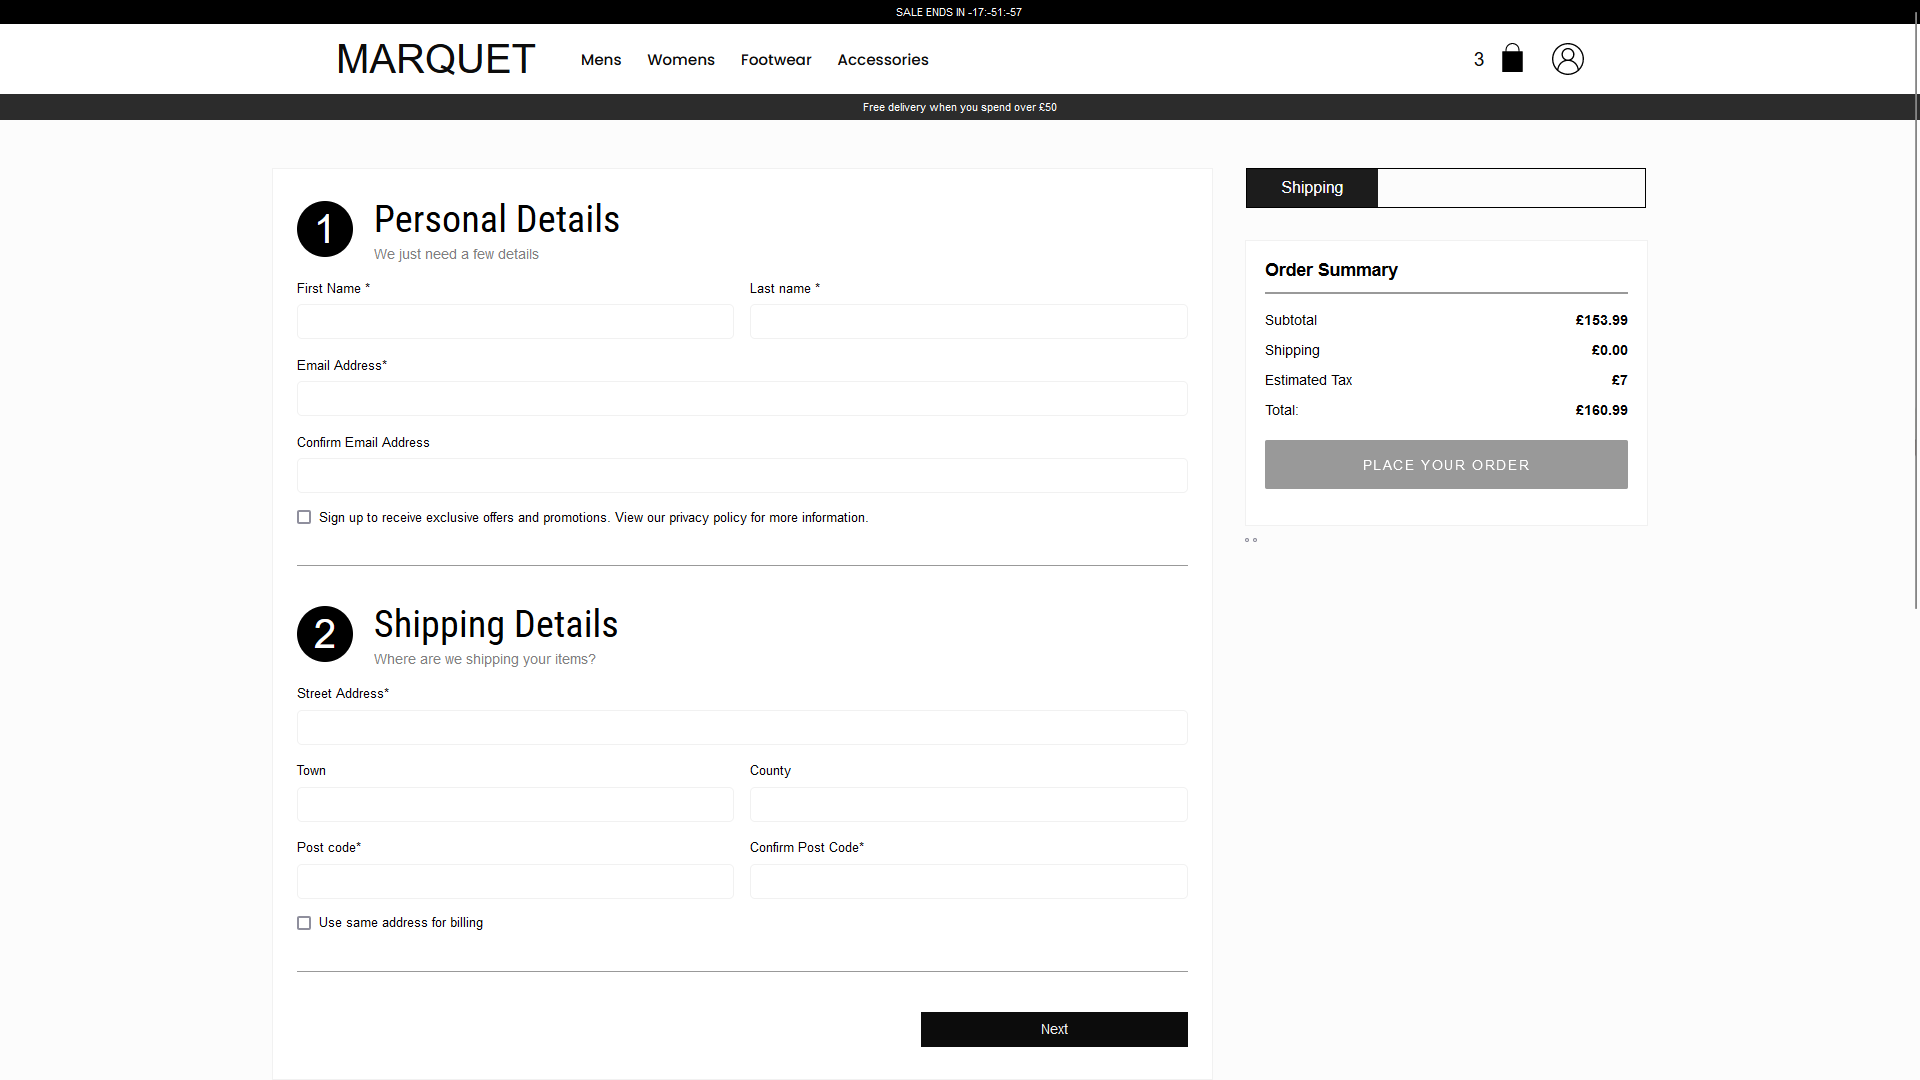 SALE ENDS IN -17:-51:-57
MARQUET
Mens
Womens
Footwear
Accessories
3
Free delivery when you spend over £50
1
Personal Details
We just need a few details
First Name *
Last name *
Email Address*
Confirm Email Address
Sign up to receive exclusive offers and promotions. View our privacy policy for more information.
2
Shipping Details
Where are we shipping your items?
Street Address*
Town
County
Post code*
Confirm Post Code*
Use same address for billing
Next
Shipping
Order Summary
Subtotal £153.99
Shipping £0.00
Estimated Tax £7
Total: £160.99
PLACE YOUR ORDER